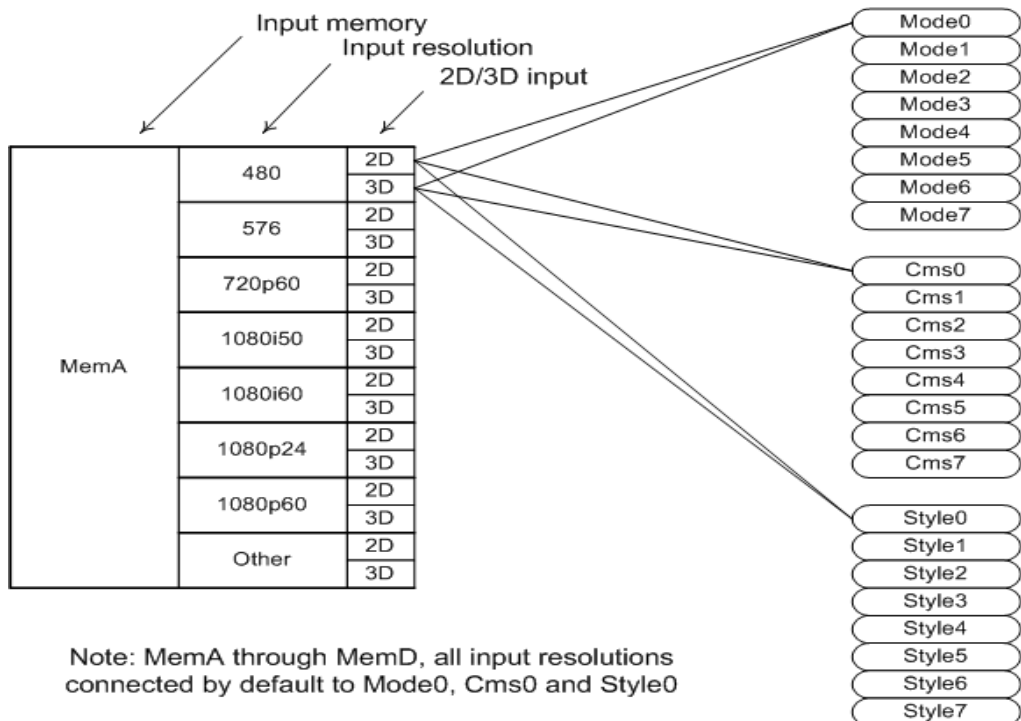 Input memory
Input resolution
2D/3D input
MemA
480
2D
3D
576
2D
3D
720p60
2D
3D
1080i50
2D
3D
1080i60
2D
3D
1080p24
2D
3D
1080p60
2D
3D
Other
2D
3D
Mode0
Mode1
Mode2
Mode3
Mode4
Mode5
Mode6
Mode7
Cms0
Cms1
Cms2
Cms3
Cms4
Cms5
Cms6
Cms7
Style0
Style1
Style2
Style3
Style4
Style5
Style6
Style7
Note: MemA through MemD, all input resolutions
connected by default to Mode0, Cms0 and Style0